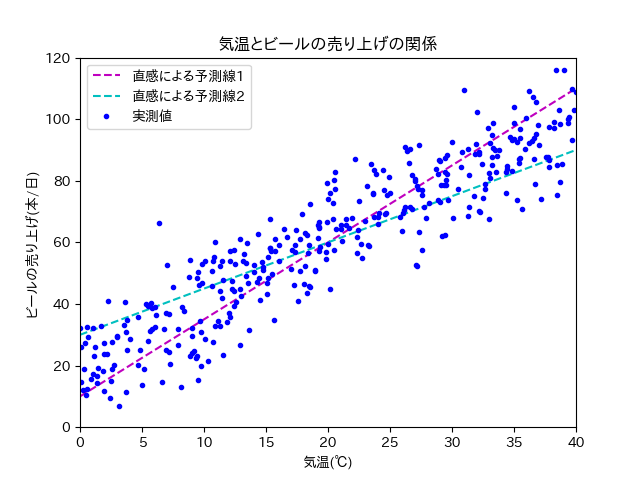 気温とビールの売り上げの関係
直感による予測線1
直感による予測線2
実測値
ビールの売り上げ(本/日)
120
100
80
60
40
20
0
0 5 10 15 20 25 30 35 40
気温(℃)